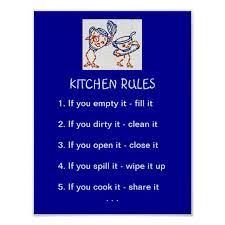 KITCHEN RULES
1. If you empty it - fill it
2. If you dirty it - clean it
3. If you open it - close it
4. If you spill it - wipe it up
5. If you cook it - share it
. . .